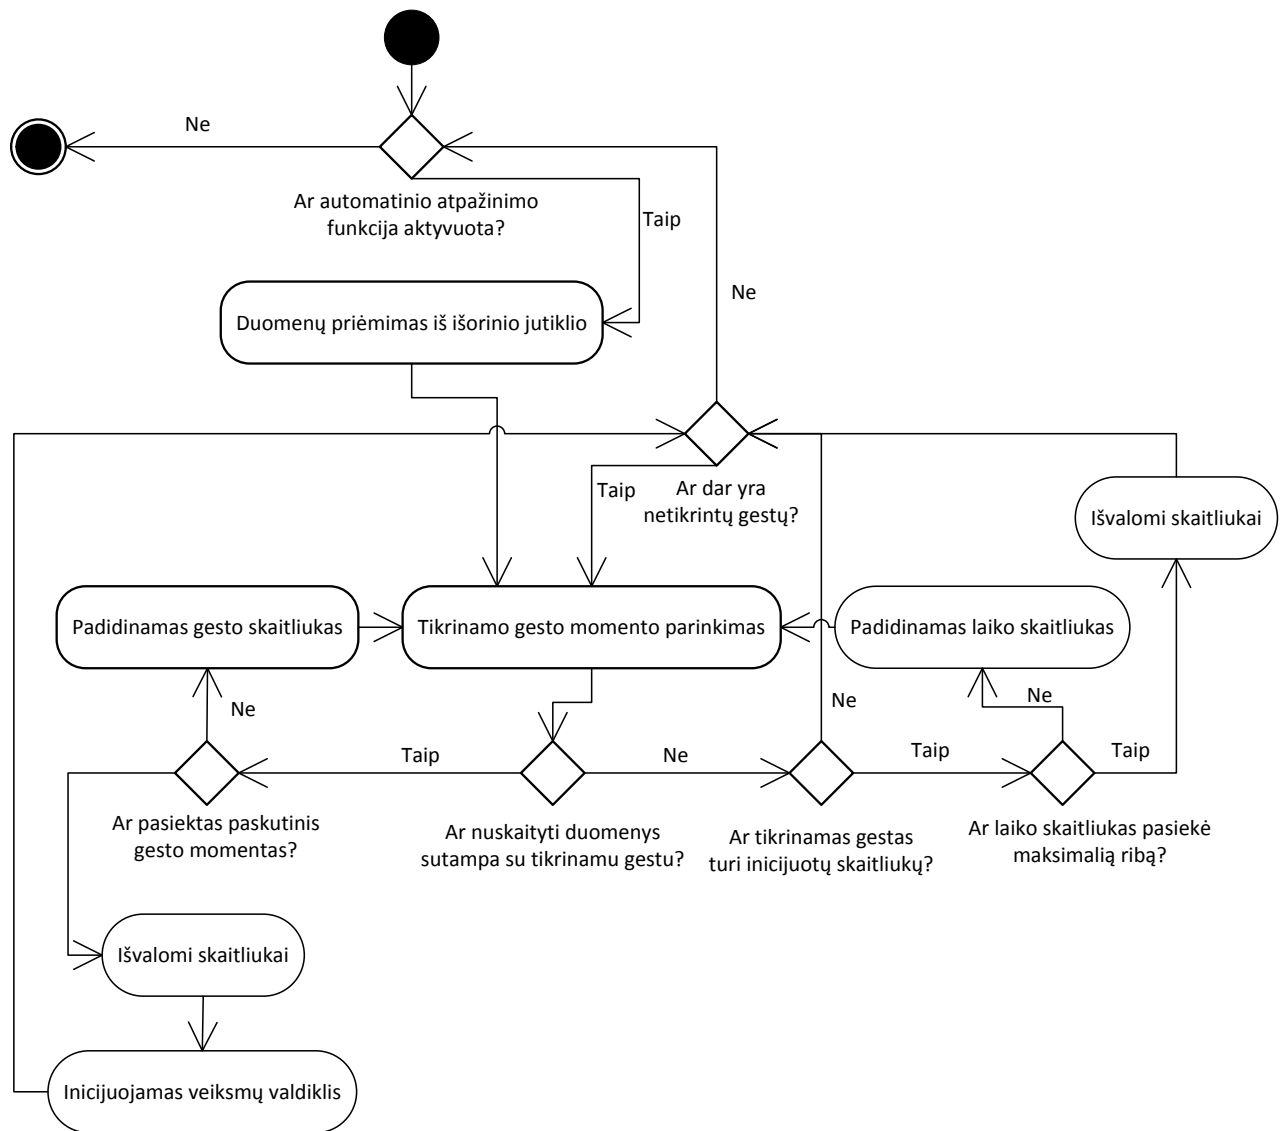 Ne
Ar automatinio atpažinimo
funkcija aktyvuota?
Taip
Ne
Duomenų priėmimas iš išorinio jutiklio
Taip
Ar dar yra
netikrintų gestų?
Išvalomi skaitliukai
Padidinamas gesto skaitliukas
Tikrinamo gesto momento parinkimas
Padidinamas laiko skaitliukas
Ne
Ne
Ne
Taip
Ne
Taip
Taip
Ar pasiektas paskutinis
gesto momentas?
Ar nuskaityti duomenys
sutampa su tikrinamu gestu?
Ar tikrinamas gestas
turi inicijuotų skaitliukų?
Ar laiko skaitliukas pasiekė
maksimalią ribą?
Išvalomi skaitliukai
Inicijuojamas veiksmų valdiklis